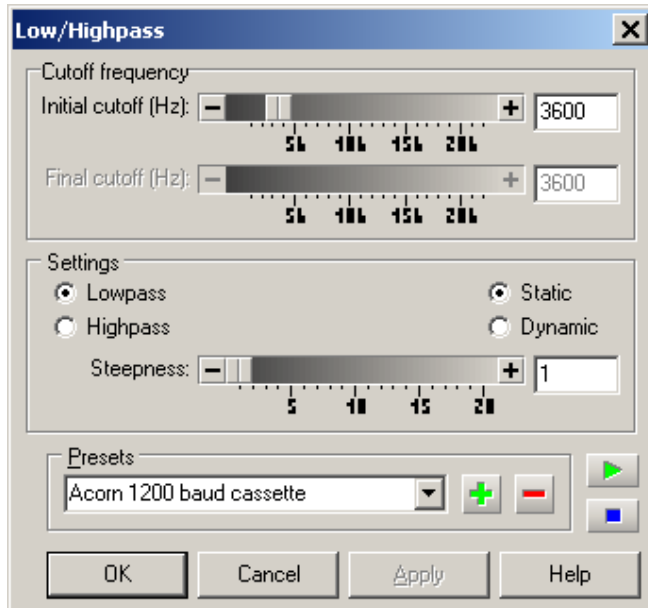 Low/Highpass
Cutoff frequency
Initial cutoff (Hz): 3600
5k 10k 15k 20k
Final cutoff (Hz): 3600
5k 10k 15k 20k
Settings
Lowpass Static
Highpass Dynamic
Steepness: 1
5 10 15 20
Presets
Acorn 1200 baud cassette
OK Cancel Apply Help